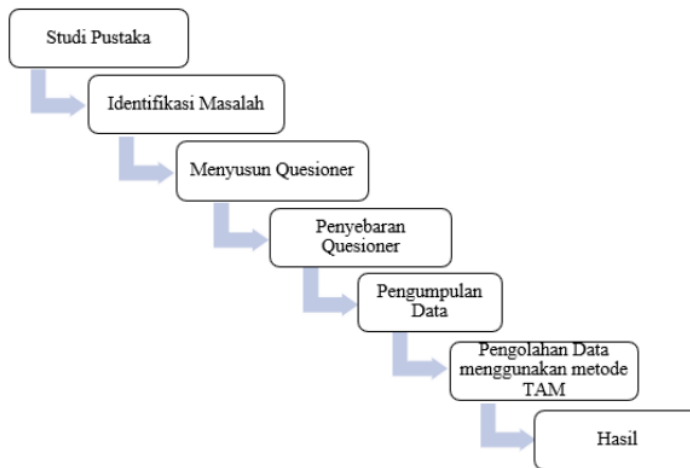 Studi Pustaka
Identifikasi Masalah
Menyusun Quesioner
Penyebaran
Quesioner
Pengumpulan
Data
Pengolahan Data
menggunakan metode
TAM
Hasil